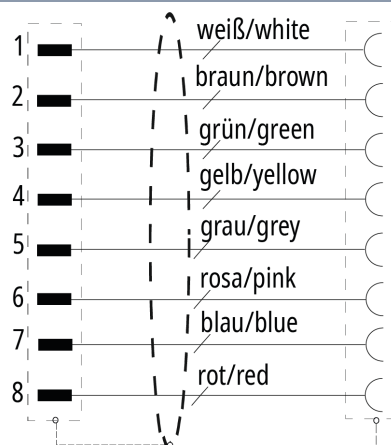 1 weiß/white
2 braun/brown
3 grün/green
4 gelb/yellow
5 grau/grey
6 rosa/pink
7 blau/blue
8 rot/red